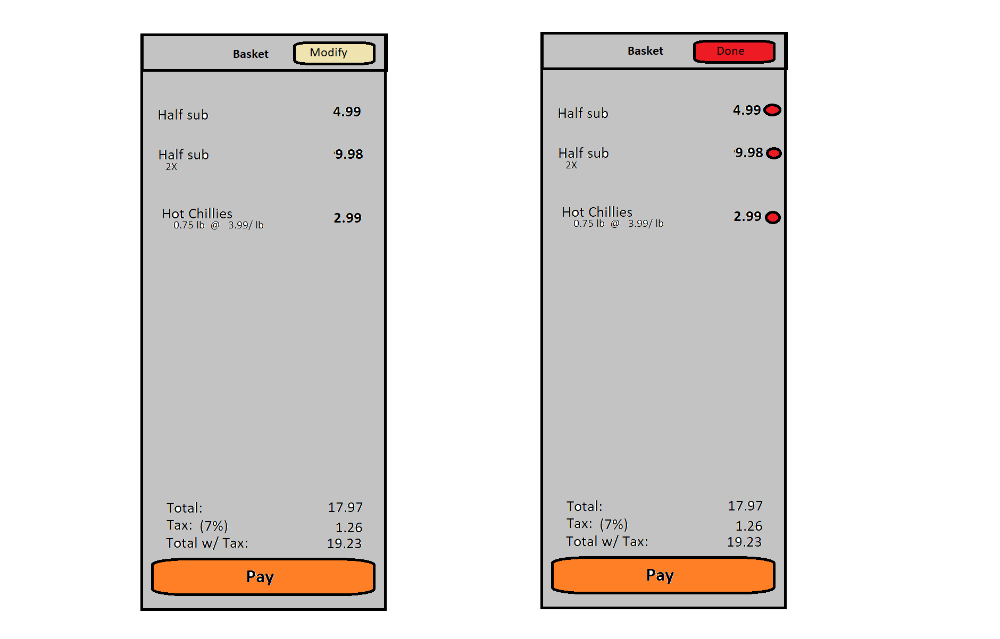 Basket Modify
Half sub 4.99
Half sub 9.98
2X
Hot Chillies 2.99
0.75 lb @ 3.99/ lb
Total: 17.97
Tax: (7%) 1.26
Total w/ Tax: 19.23
Pay
Basket Done
Half sub 4.99
Half sub 9.98
2X
Hot Chillies 2.99
0.75 lb @ 3.99/ lb
Total: 17.97
Tax: (7%) 1.26
Total w/ Tax: 19.23
Pay